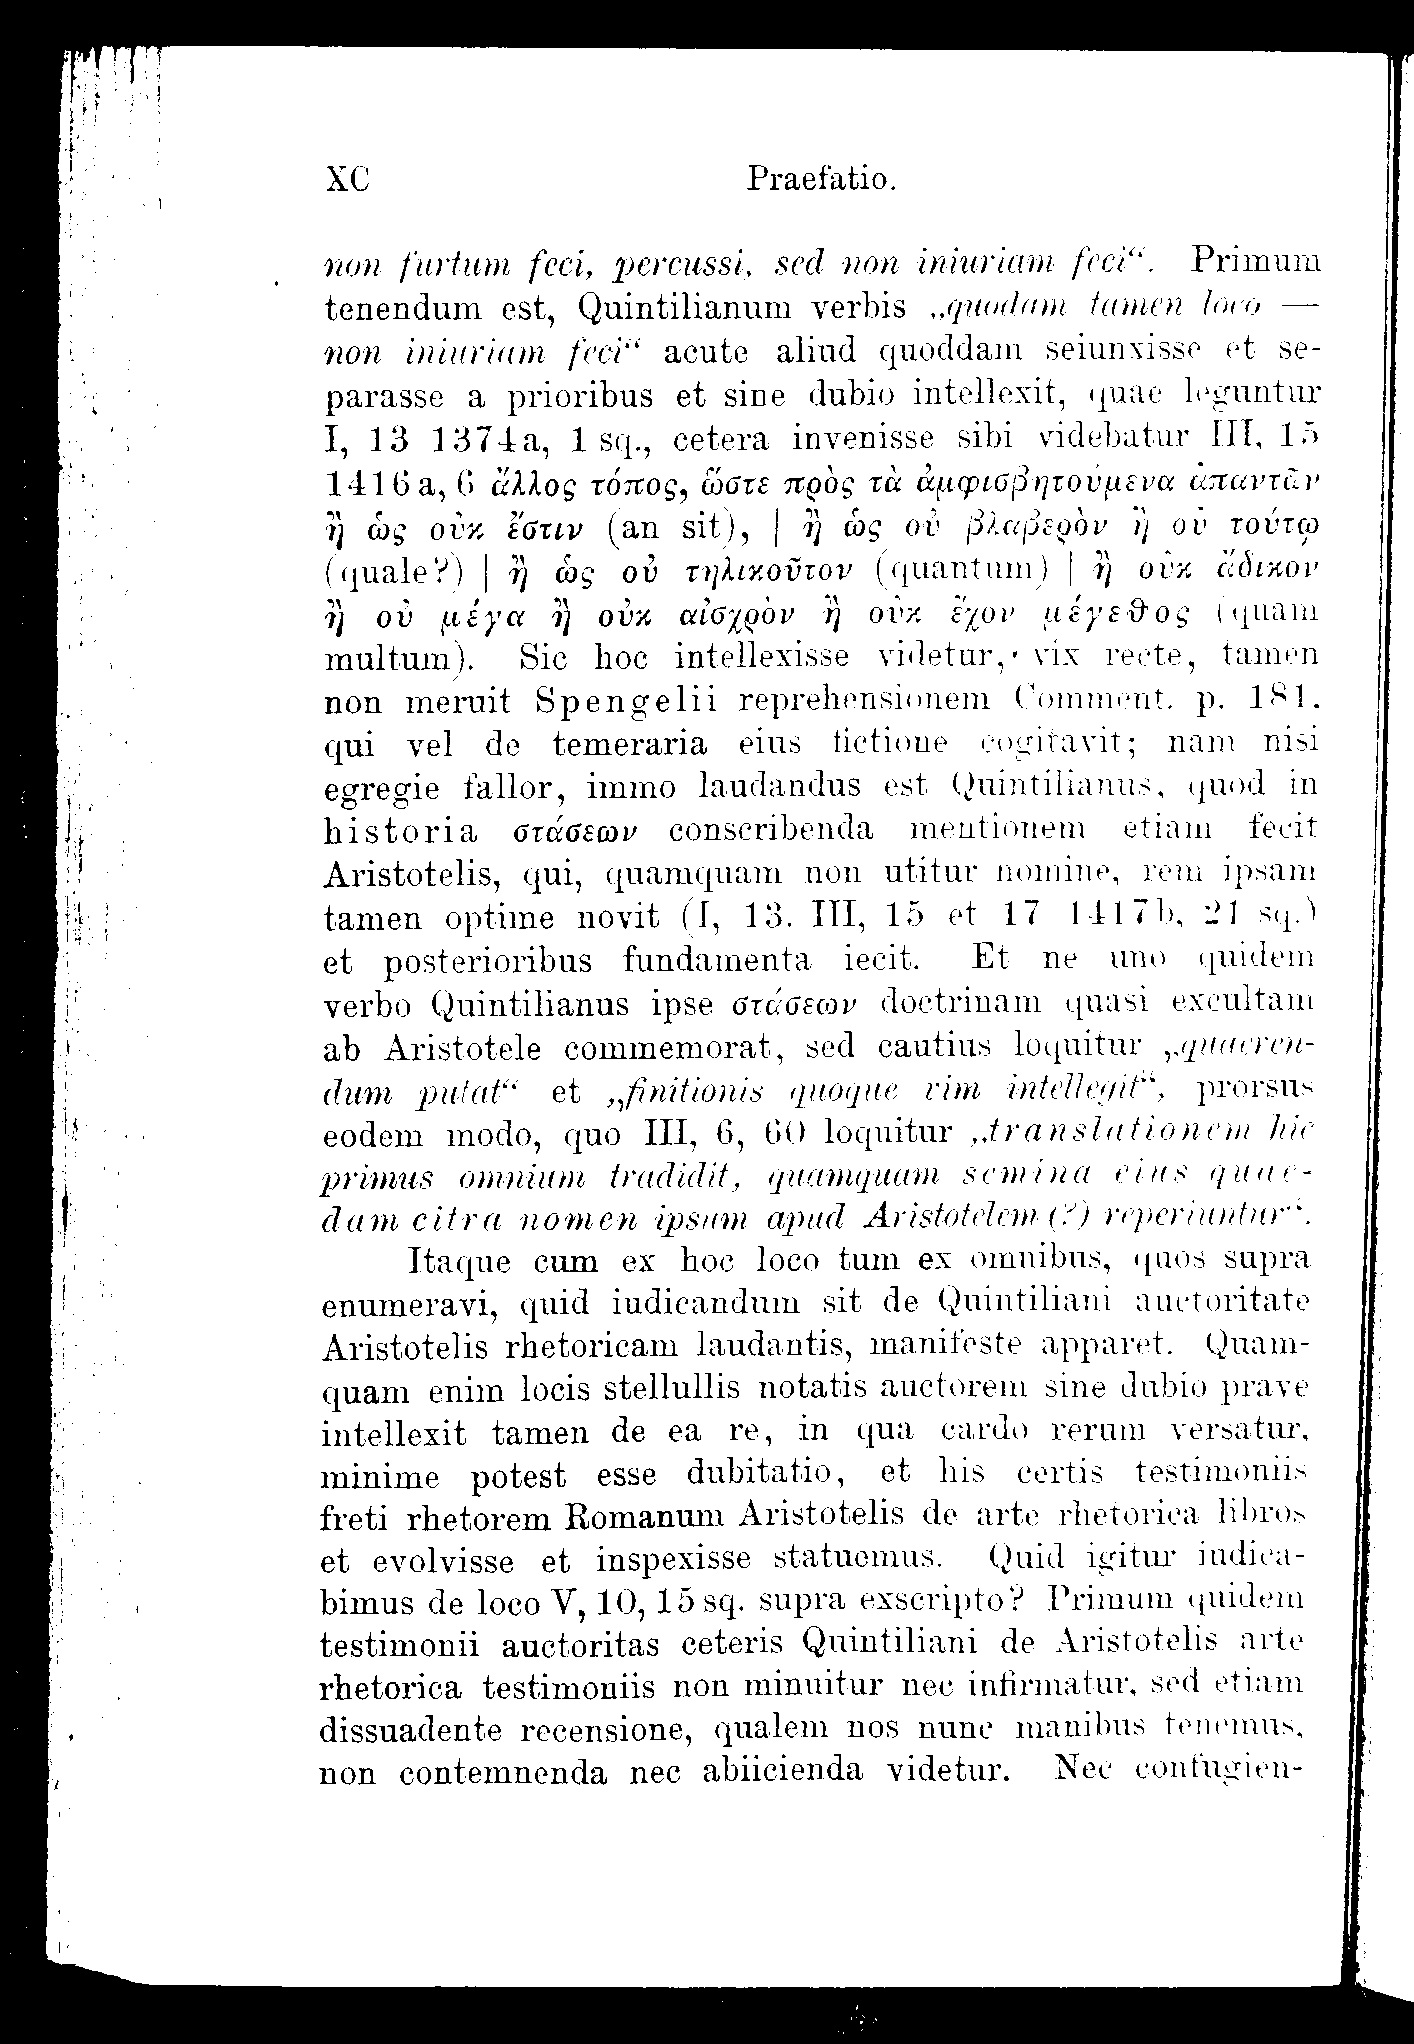 XC Praefatio.
non furtum feci, percussi, sed non iniuriam feci“. Primum
tenendum est, Quintilianum verbis „quodam tamen loco —
non iniuriam feci“ acute aliud quoddam seiunxisse et se-
parasse a prioribus et sine dubio intellexit, quae leguntur
I, 13 1374a, 1 sq., cetera invenisse sibi videbatur III, 15
1416a, 6 ἄλλος τόπος, ὥστε πρὸς τὰ ἀμφισβητούμενα ἀπαντᾶν
ἢ ὡς οὐκ ἔστιν (an sit), | ἢ ὡς οὐ βλαβερὸν ἢ οὐ τούτῳ
(quale?) | ἢ ὡς οὐ τηλικοῦτον (quantum) | ἢ οὐκ ἄδικον
ἢ οὐ μέγα ἢ οὐκ αἰσχρὸν ἢ οὐκ ἔχον μέγεθος (quam
multum). Sic hoc intellexisse videtur, vix recte, tamen
non meruit Spengelii reprehensionem Comment. p. 181.
qui vel de temeraria eius fictione cogitavit; nam nisi
egregie fallor, immo laudandus est Quintilianus, quod in
historia στάσεων conscribenda mentionem etiam fecit
Aristotelis, qui, quamquam non utitur nomine, rem ipsam
tamen optime novit (I, 13. III, 15 et 17 1417b, 21 sq.)
et posterioribus fundamenta iecit. Et ne uno quidem
verbo Quintilianus ipse στάσεων doctrinam quasi excultam
ab Aristotele commemorat, sed cautius loquitur „quaeren-
dum putat“ et „finitionis quoque vim intellegit“, prorsus
eodem modo, quo III, 6, 60 loquitur „translationem hic
primus omnium tradidit, quamquam semina eius quae-
dam citra nomen ipsum apud Aristotelem (?) reperiuntur“.
Itaque cum ex hoc loco tum ex omnibus, quos supra
enumeravi, quid iudicandum sit de Quintiliani auctoritate
Aristotelis rhetoricam laudantis, manifeste apparet. Quam-
quam enim locis stellullis notatis auctorem sine dubio prave
intellexit tamen de ea re, in qua cardo rerum versatur,
minime potest esse dubitatio, et his certis testimoniis
freti rhetorem Romanum Aristotelis de arte rhetorica libros
et evolvisse et inspexisse statuemus. Quid igitur iudica-
bimus de loco V, 10, 15 sq. supra exscripto? Primum quidem
testimonii auctoritas ceteris Quintiliani de Aristotelis arte
rhetorica testimoniis non minuitur nec infirmatur, sed etiam
dissuadente recensione, qualem nos nunc manibus tenemus,
non contemnenda nec abiicienda videtur. Nec confugien-